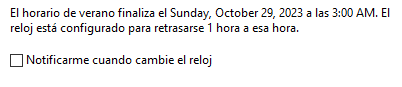 El horario de verano finaliza el Sunday, October 29, 2023 a las 3:00 AM. El
reloj está configurado para retrasarse 1 hora a esa hora.
Notificarme cuando cambie el reloj